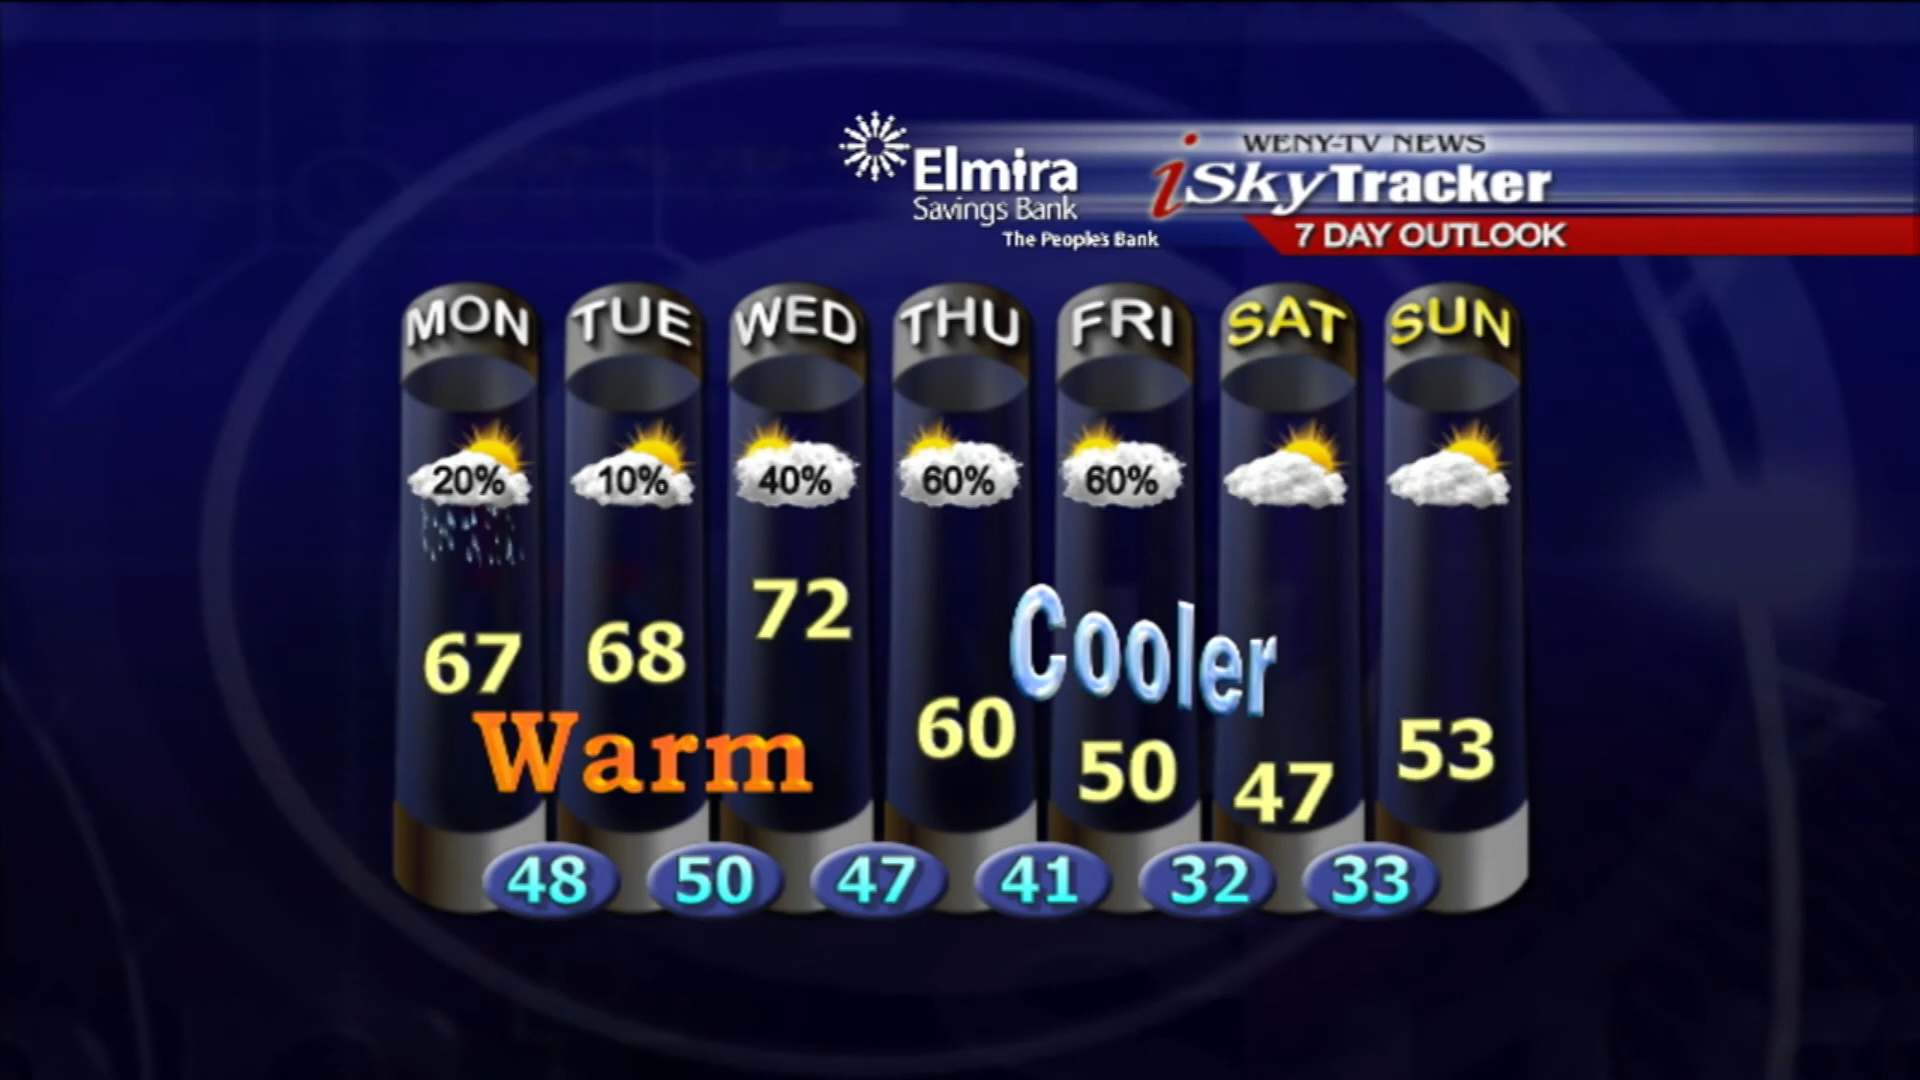 WENY-TV NEWS
Elmira
iSkyTracker
Savings Bank
The People's Bank
7 DAY OUTLOOK
MON TUE WED THU FRI SAT SUN
20% 10% 40% 60% 60%
67 68 72 60 50 47 53
Cooler
Warm
48 50 47 41 32 33